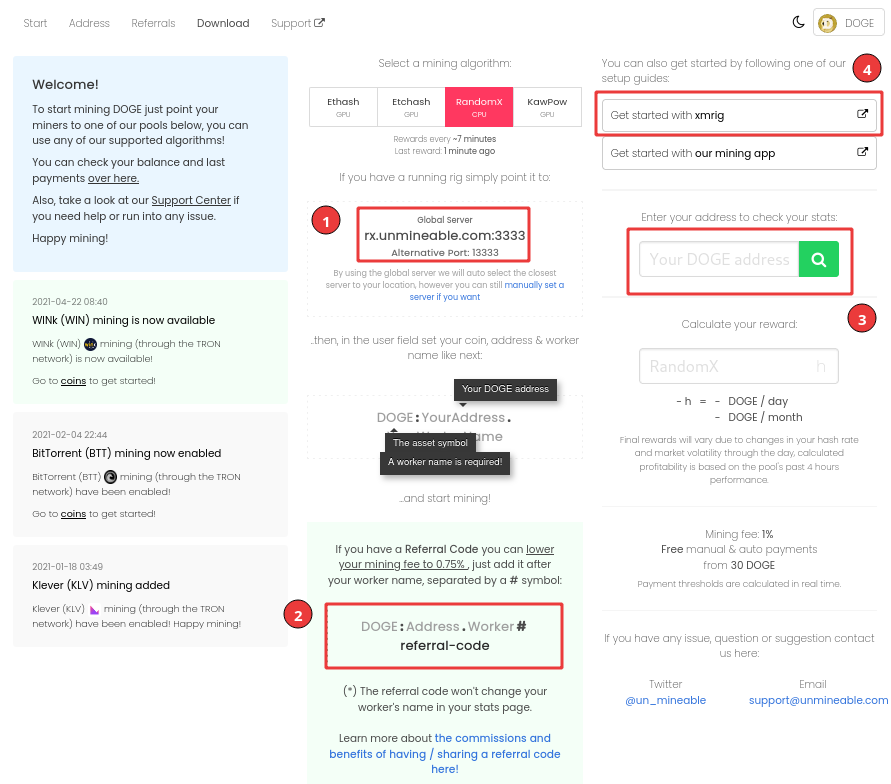 Start Address Referrals Download Support
DOGE
Welcome!
To start mining DOGE just point your
miners to one of our pools below, you can
use any of our supported algorithms!
You can check your balance and last
payments over here.
Also, take a look at our Support Center if
you need help or run into any issue.
Happy mining!
2021-04-22 08:40
WINk (WIN) mining is now available
WINk (WIN) mining (through the TRON
network) is now available!
Go to coins to get started!
2021-02-04 22:44
BitTorrent (BTT) mining now enabled
BitTorrent (BTT) mining (through the TRON
network) have been enabled!
Go to coins to get started!
2021-01-18 03:49
Klever (KLV) mining added
Klever (KLV) mining (through the TRON
network) have been enabled! Happy mining!
Select a mining algorithm:
Ethash Etchash RandomX KawPow
GPU GPU CPU GPU
Rewards every ~7 minutes
Last reward: 1 minute ago
If you have a running rig simply point it to:
1
Global Server
rx.unmineable.com:3333
Alternative Port: 13333
By using the global server we will auto select the closest
server to your location, however you can still manually set a
server if you want
..then, in the user field set your coin, address & worker
name like next:
Your DOGE address
DOGE:YourAddress.
The asset symbol
A worker name is required!
...and start mining!
If you have a Referral Code you can lower
your mining fee to 0.75% , just add it after
your worker name, separated by a # symbol:
2
DOGE:Address.Worker#
referral-code
(*) The referral code won't change your
worker's name in your stats page.
Learn more about the commissions and
benefits of having / sharing a referral code
here!
You can also get started by following one of our
setup guides:
4
Get started with xmrig
Get started with our mining app
Enter your address to check your stats:
Your DOGE address
3
Calculate your reward:
RandomX h
- h = - DOGE / day
- DOGE / month
Final rewards will vary due to changes in your hash rate
and market volatility through the day, calculated
profitability is based on the pool's past 4 hours
performance.
Mining fee: 1%
Free manual & auto payments
from 30 DOGE
Payment thresholds are calculated in real time.
If you have any issue, question or suggestion contact
us here:
Twitter Email
@un_mineable support@unmineable.com